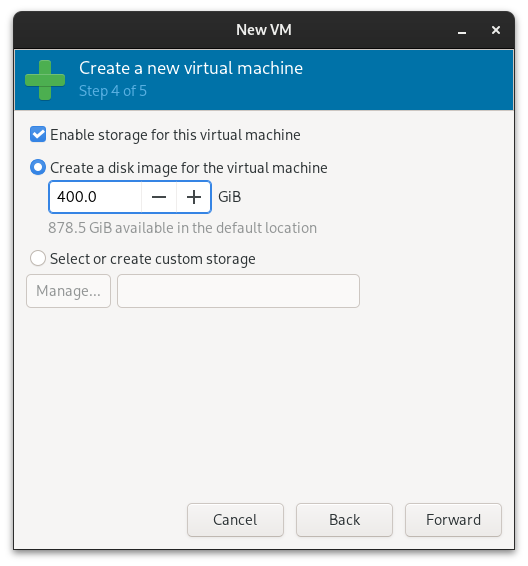 New VM
Create a new virtual machine
Step 4 of 5
Enable storage for this virtual machine
Create a disk image for the virtual machine
400.0 GiB
878.5 GiB available in the default location
Select or create custom storage
Manage...
Cancel Back Forward